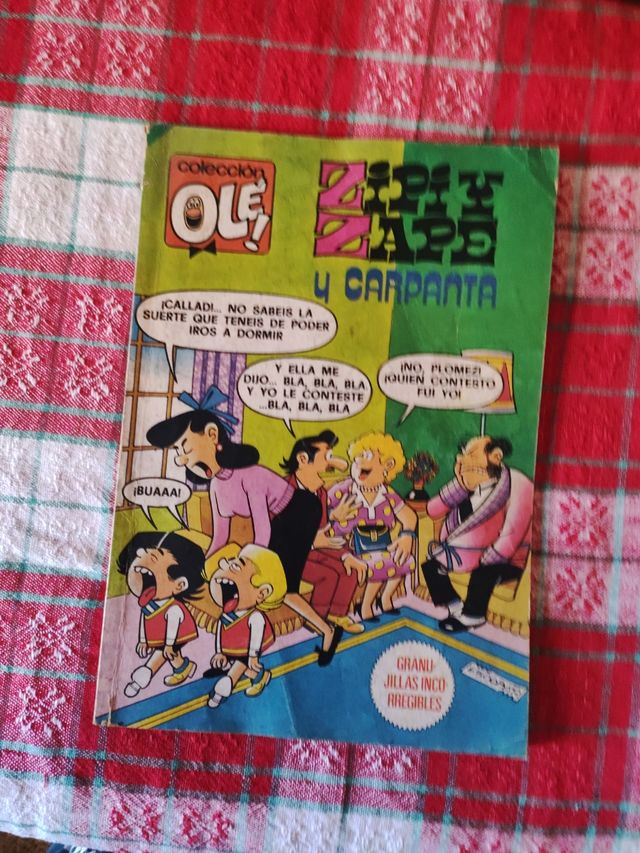 colección
OLÉ!
ZIPI Y
ZAPE
y CARPANTA
¡CALLAD!... NO SABEIS LA
SUERTE QUE TENEIS DE PODER
IROS A DORMIR
Y ELLA ME
DIJO... BLA, BLA, BLA
Y YO LE CONTESTE
...BLA, BLA, BLA
¡NO, PLOMEZ!
¡QUIEN CONTESTO
FUI YO!
¡BUAAA!
GRANU-
JILLAS INCO
RREGIBLES